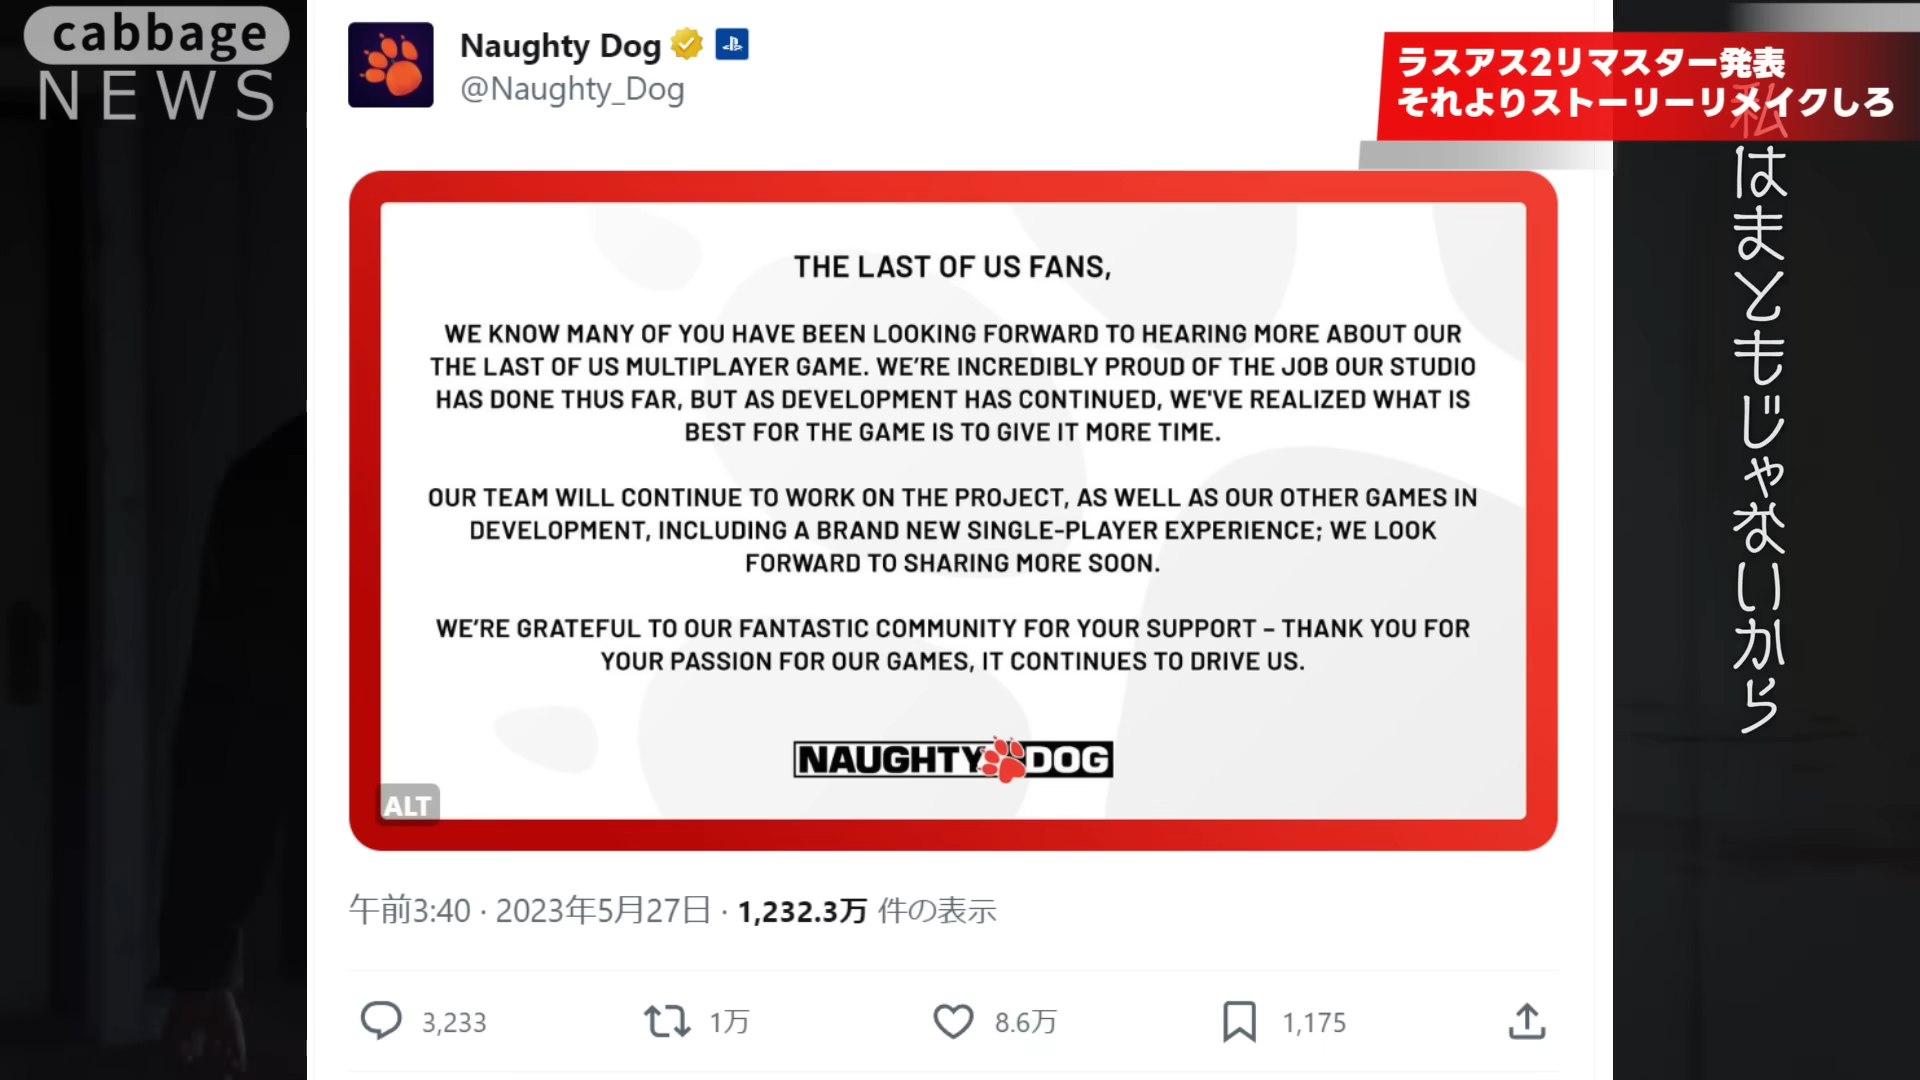 cabbage
NEWS
Naughty Dog
@Naughty_Dog
ラスアス2リマスター発表
それよりストーリーリメイクしろ
私はまともじゃないから
THE LAST OF US FANS,
WE KNOW MANY OF YOU HAVE BEEN LOOKING FORWARD TO HEARING MORE ABOUT OUR
THE LAST OF US MULTIPLAYER GAME. WE’RE INCREDIBLY PROUD OF THE JOB OUR STUDIO
HAS DONE THUS FAR, BUT AS DEVELOPMENT HAS CONTINUED, WE'VE REALIZED WHAT IS
BEST FOR THE GAME IS TO GIVE IT MORE TIME.
OUR TEAM WILL CONTINUE TO WORK ON THE PROJECT, AS WELL AS OUR OTHER GAMES IN
DEVELOPMENT, INCLUDING A BRAND NEW SINGLE-PLAYER EXPERIENCE; WE LOOK
FORWARD TO SHARING MORE SOON.
WE’RE GRATEFUL TO OUR FANTASTIC COMMUNITY FOR YOUR SUPPORT – THANK YOU FOR
YOUR PASSION FOR OUR GAMES, IT CONTINUES TO DRIVE US.
NAUGHTY DOG
ALT
午前3:40 · 2023年5月27日 · 1,232.3万 件の表示
3,233
1万
8.6万
1,175